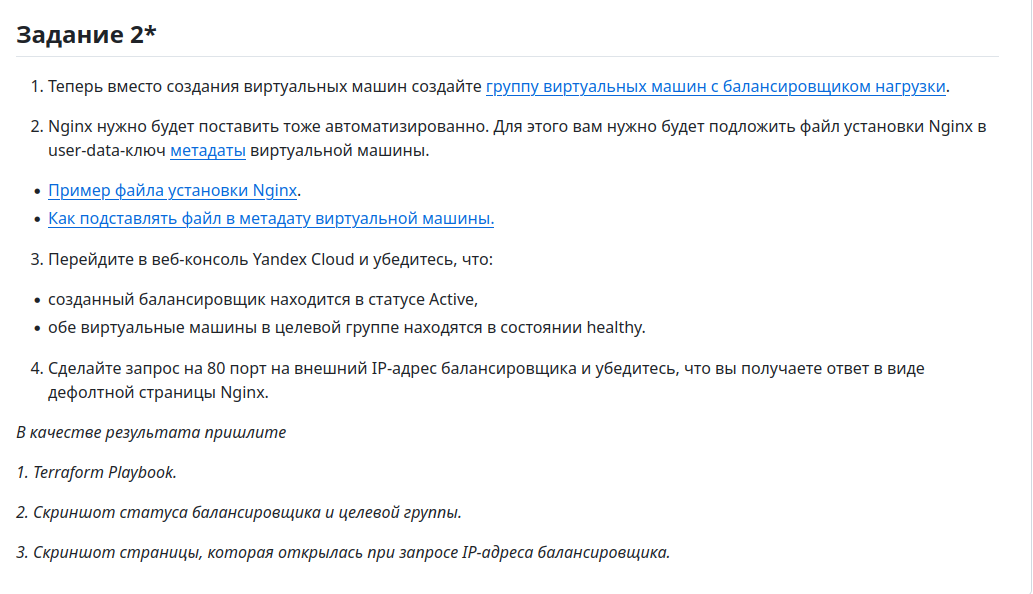 Задание 2*
1. Теперь вместо создания виртуальных машин создайте группу виртуальных машин с балансировщиком нагрузки.
2. Nginx нужно будет поставить тоже автоматизированно. Для этого вам нужно будет подложить файл установки Nginx в
user-data-ключ метадаты виртуальной машины.
• Пример файла установки Nginx.
• Как подставлять файл в метадату виртуальной машины.
3. Перейдите в веб-консоль Yandex Cloud и убедитесь, что:
• созданный балансировщик находится в статусе Active,
• обе виртуальные машины в целевой группе находятся в состоянии healthy.
4. Сделайте запрос на 80 порт на внешний IP-адрес балансировщика и убедитесь, что вы получаете ответ в виде
дефолтной страницы Nginx.
В качестве результата пришлите
1. Terraform Playbook.
2. Скриншот статуса балансировщика и целевой группы.
3. Скриншот страницы, которая открылась при запросе IP-адреса балансировщика.